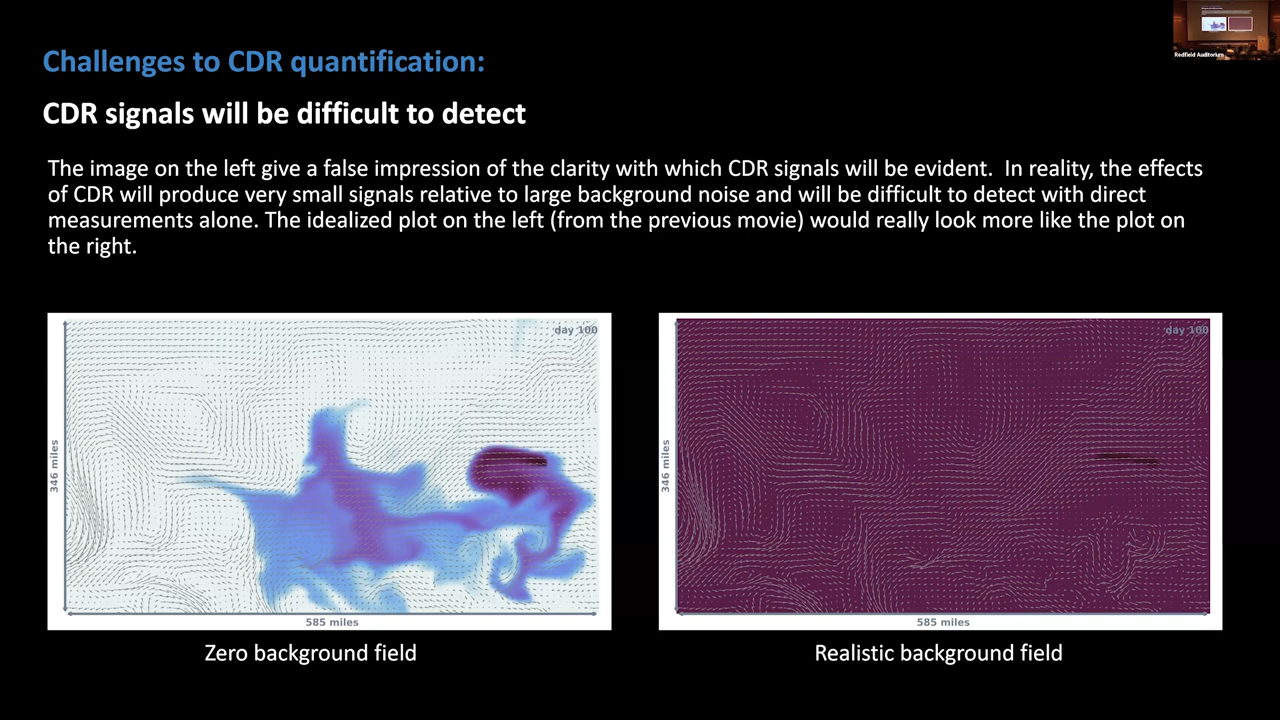 Redfield Auditorium
Challenges to CDR quantification:
CDR signals will be difficult to detect
The image on the left give a false impression of the clarity with which CDR signals will be evident.  In reality, the effects
of CDR will produce very small signals relative to large background noise and will be difficult to detect with direct
measurements alone. The idealized plot on the left (from the previous movie) would really look more like the plot on
the right.
day 100
346 miles
585 miles
Zero background field
day 100
346 miles
585 miles
Realistic background field